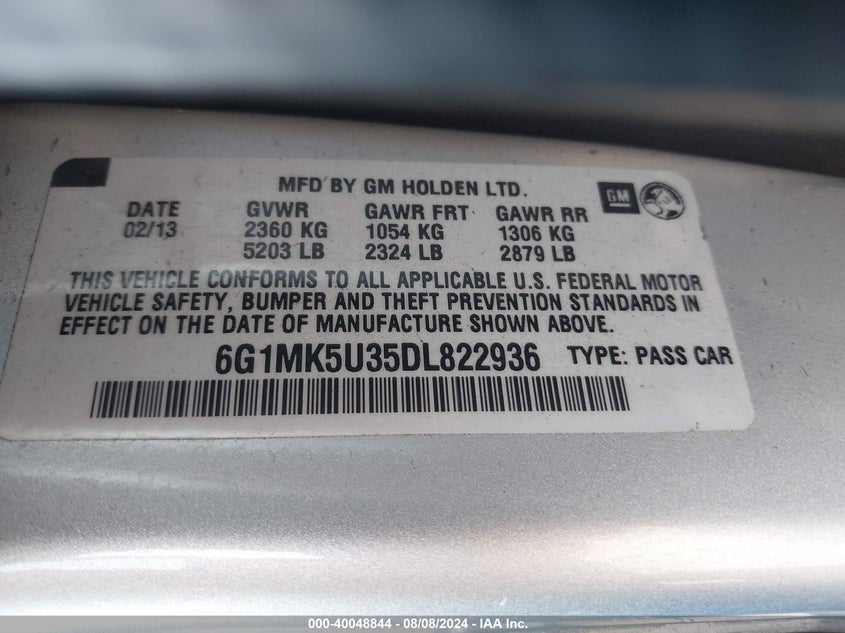 MFD BY GM HOLDEN LTD.
GM
DATE GVWR GAWR FRT GAWR RR
02/13 2360 KG 1054 KG 1306 KG
5203 LB 2324 LB 2879 LB
THIS VEHICLE CONFORMS TO ALL APPLICABLE U.S. FEDERAL MOTOR
VEHICLE SAFETY, BUMPER AND THEFT PREVENTION STANDARDS IN
EFFECT ON THE DATE OF MANUFACTURE SHOWN ABOVE.
6G1MK5U35DL822936 TYPE: PASS CAR
000-40048844 / 08/08/2024 - IAA Inc.